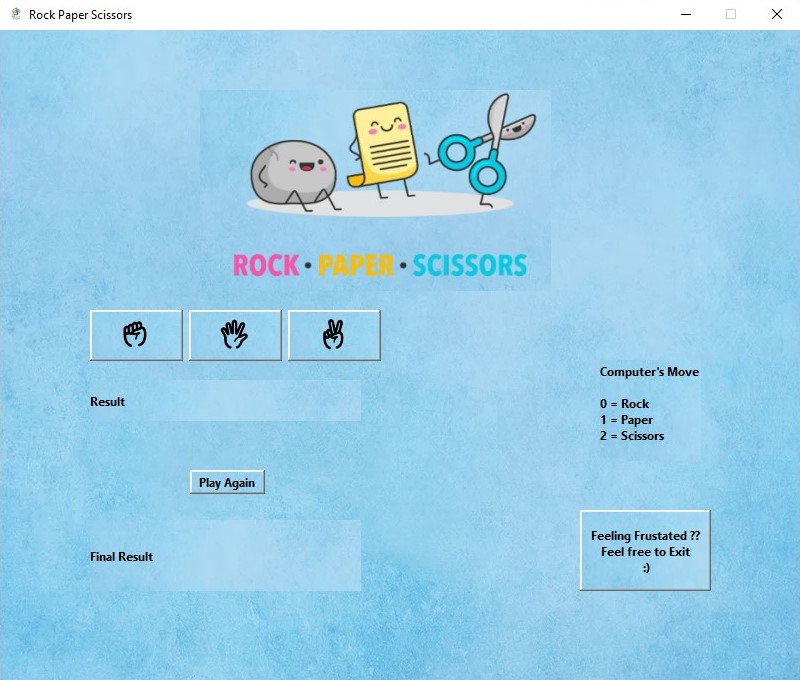 Rock Paper Scissors
ROCK • PAPER • SCISSORS
Result
Play Again
Final Result
Computer's Move
0 = Rock
1 = Paper
2 = Scissors
Feeling Frustated ??
Feel free to Exit
:)